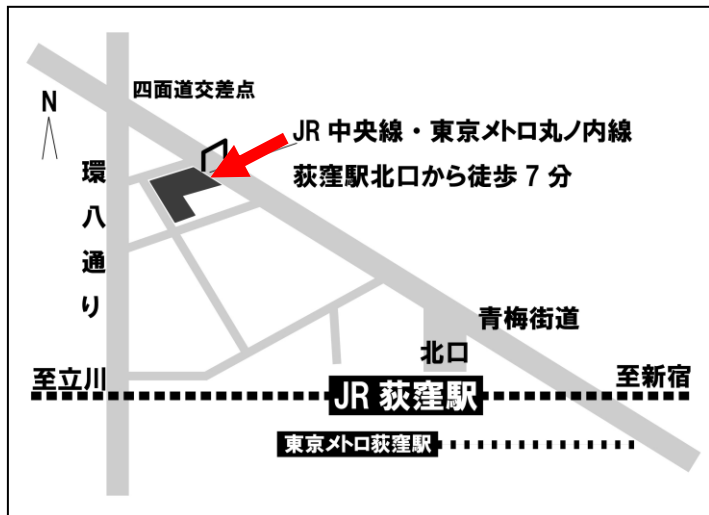 四面道交差点
N
JR 中央線・東京メトロ丸ノ内線
荻窪駅北口から徒歩 7 分
環八通り
青梅街道
北口
至立川
至新宿
JR 荻窪駅
東京メトロ荻窪駅